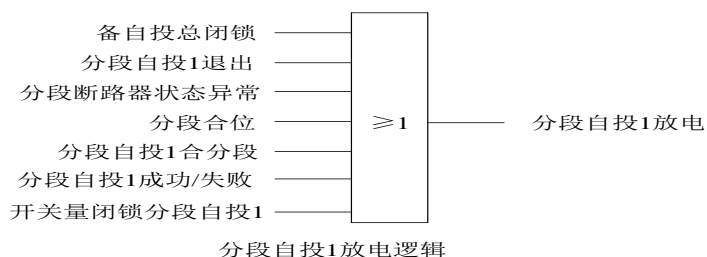 备自投总闭锁
分段自投1退出
分段断路器状态异常
分段合位
分段自投1合分段
分段自投1成功/失败
开关量闭锁分段自投1
≥1
分段自投1放电
分段自投1放电逻辑